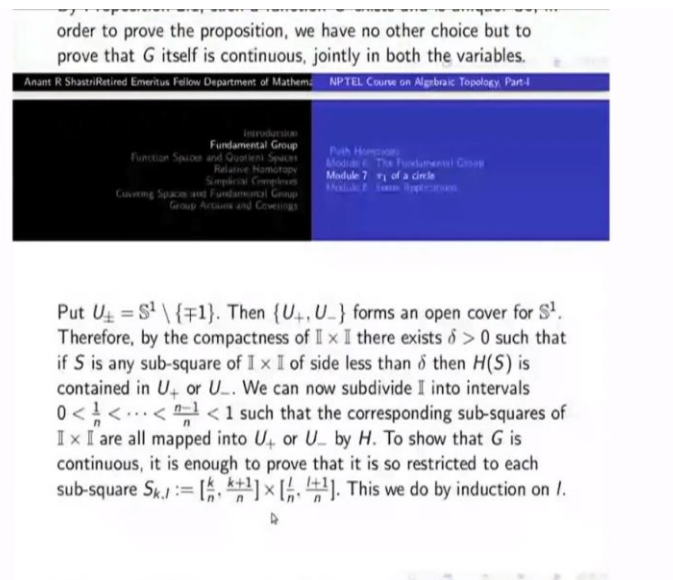 order to prove the proposition, we have no other choice but to
prove that G itself is continuous, jointly in both the variables.
Anant R ShastriRetired Emeritus Fellow Department of Mathema NPTEL Course on Algebraic Topology, Part-I
Introduction
Fundamental Group
Function Spaces and Quotient Spaces
Relative Homotopy
Simplicial Complexes
Covering Spaces and Fundamental Group
Group Actions and Coverings
Path Homotopy
Module 6 The Fundamental Group
Module 7 π₁ of a circle
Module 8 Some Applications
Put U± = 𝕊¹ \ {∓1}. Then {U₊, U₋} forms an open cover for 𝕊¹.
Therefore, by the compactness of 𝕀 × 𝕀 there exists δ > 0 such that
if S is any sub-square of 𝕀 × 𝕀 of side less than δ then H(S) is
contained in U₊ or U₋. We can now subdivide 𝕀 into intervals
0 < 1/n < ··· < n−1/n < 1 such that the corresponding sub-squares of
𝕀 × 𝕀 are all mapped into U₊ or U₋ by H. To show that G is
continuous, it is enough to prove that it is so restricted to each
sub-square Sₖ,ₗ := [k/n, k+1/n] × [l/n, l+1/n]. This we do by induction on l.